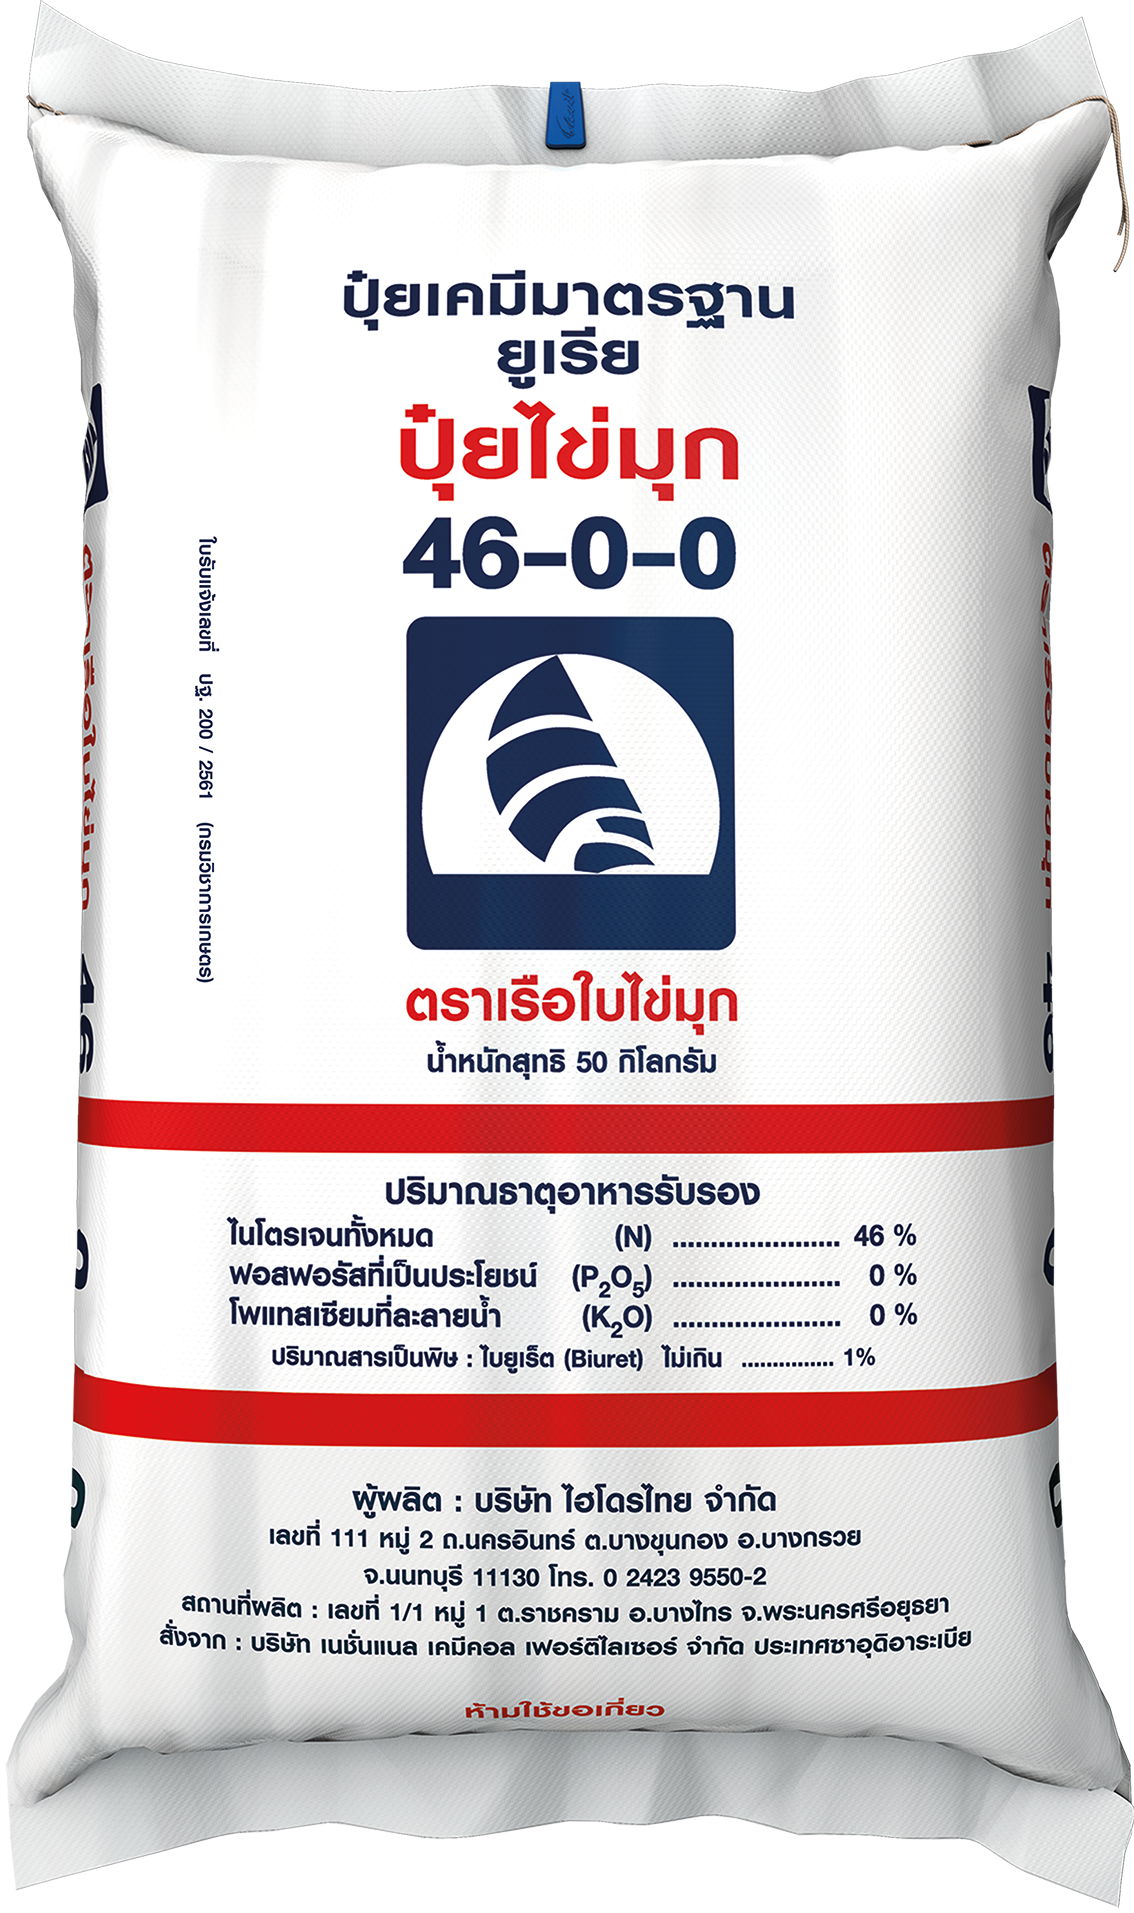 ปุ๋ยเคมีมาตรฐาน
ยูเรีย
ปุ๋ยไข่มุก
46-0-0
ใบรับแจ้งเลขที่ ปฐ. 200 / 2561 (กรมวิชาการเกษตร)
ตราเรือใบไข่มุก
น้ำหนักสุทธิ 50 กิโลกรัม
ปริมาณธาตุอาหารรับรอง
ไนโตรเจนทั้งหมด (N) ...................... 46 %
ฟอสฟอรัสที่เป็นประโยชน์ (P₂O₅) ...................... 0 %
โพแทสเซียมที่ละลายน้ำ (K₂O) ...................... 0 %
ปริมาณสารเป็นพิษ : ไบยูเร็ต (Biuret) ไม่เกิน ............... 1%
ผู้ผลิต : บริษัท ไฮโดรไทย จำกัด
เลขที่ 111 หมู่ 2 ถ.นครอินทร์ ต.บางขุนกอง อ.บางกรวย
จ.นนทบุรี 11130 โทร. 0 2423 9550-2
สถานที่ผลิต : เลขที่ 1/1 หมู่ 1 ต.ราชคราม อ.บางไทร จ.พระนครศรีอยุธยา
สั่งจาก : บริษัท เนชั่นแนล เคมีคอล เฟอร์ติไลเซอร์ จำกัด ประเทศซาอุดิอาระเบีย
ห้ามใช้ขอเกี่ยว